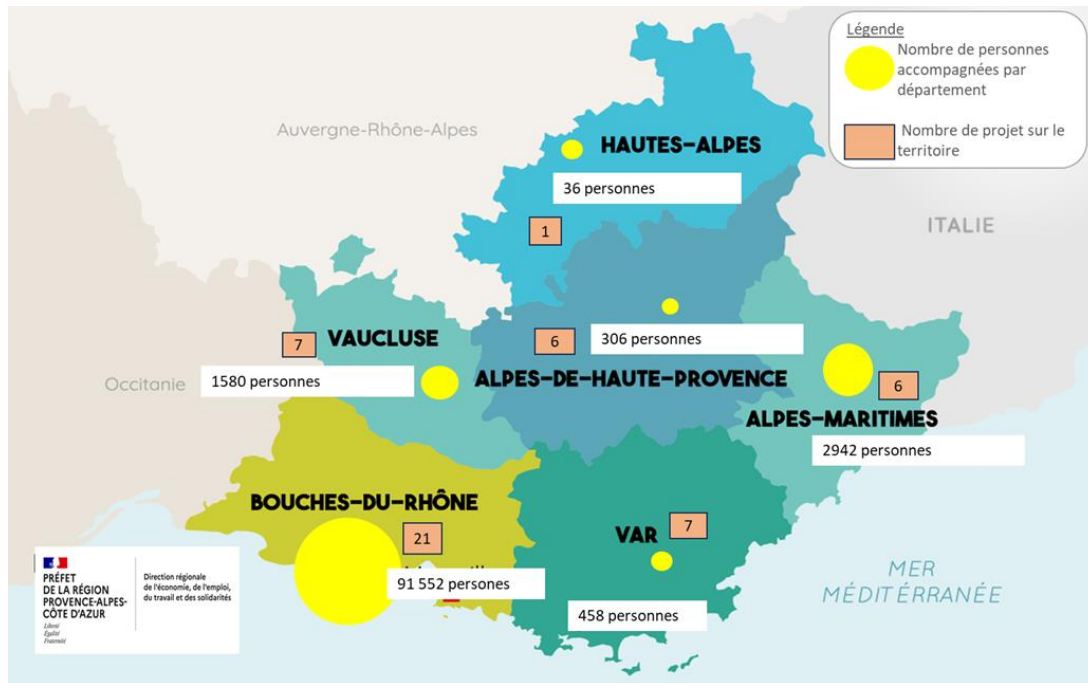 Légende
Nombre de personnes
accompagnées par
département
Nombre de projet sur le
territoire
Auvergne-Rhône-Alpes
HAUTES-ALPES
36 personnes
1
ITALIE
7
VAUCLUSE
1580 personnes
Occitanie
6
306 personnes
ALPES-DE-HAUTE-PROVENCE
6
ALPES-MARITIMES
2942 personnes
BOUCHES-DU-RHÔNE
21
91 552 persones
VAR
7
458 personnes
MER
MÉDITÉRRANÉE
PRÉFET
DE LA RÉGION
PROVENCE-ALPES-
CÔTE D'AZUR
Liberté
Égalité
Fraternité
Direction régionale
de l'économie, de l'emploi,
du travail et des solidarités